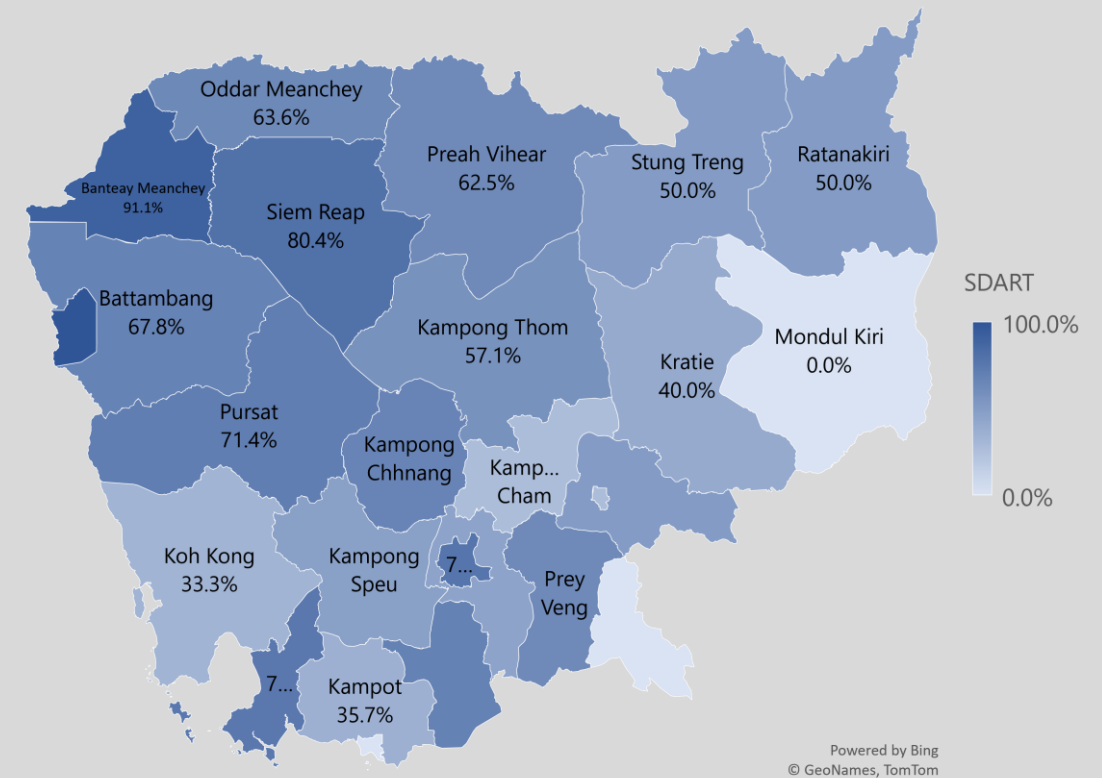 Oddar Meanchey
63.6%
Preah Vihear
62.5%
Stung Treng
50.0%
Ratanakiri
50.0%
Banteay Meanchey
91.1%
Siem Reap
80.4%
SDART
100.0%
0.0%
Battambang
67.8%
Kampong Thom
57.1%
Kratie
40.0%
Mondul Kiri
0.0%
Pursat
71.4%
Kampong
Chhnang
Kamp...
Cham
Koh Kong
33.3%
Kampong
Speu
7...
Prey
Veng
7...
Kampot
35.7%
Powered by Bing
© GeoNames, TomTom